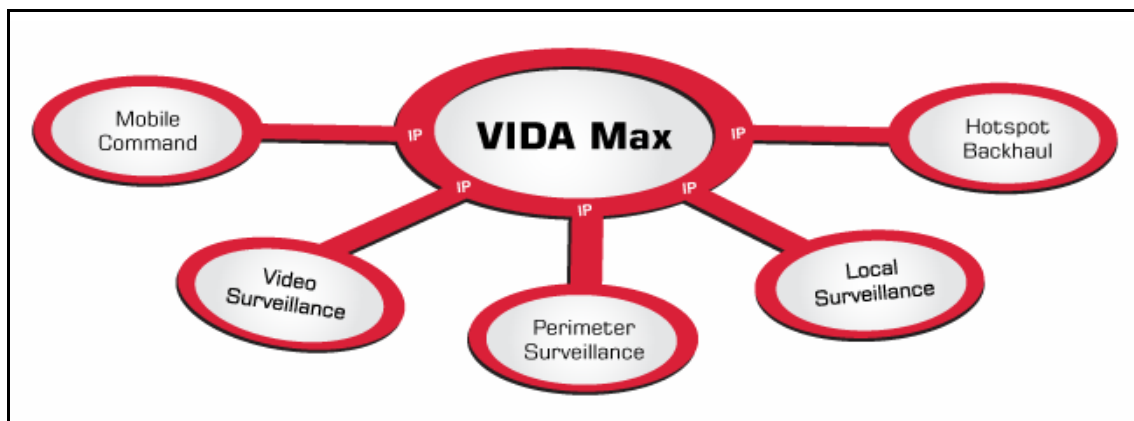 VIDA Max
IP
IP
IP
IP
IP
Mobile
Command
Video
Surveillance
Perimeter
Surveillance
Local
Surveillance
Hotspot
Backhaul